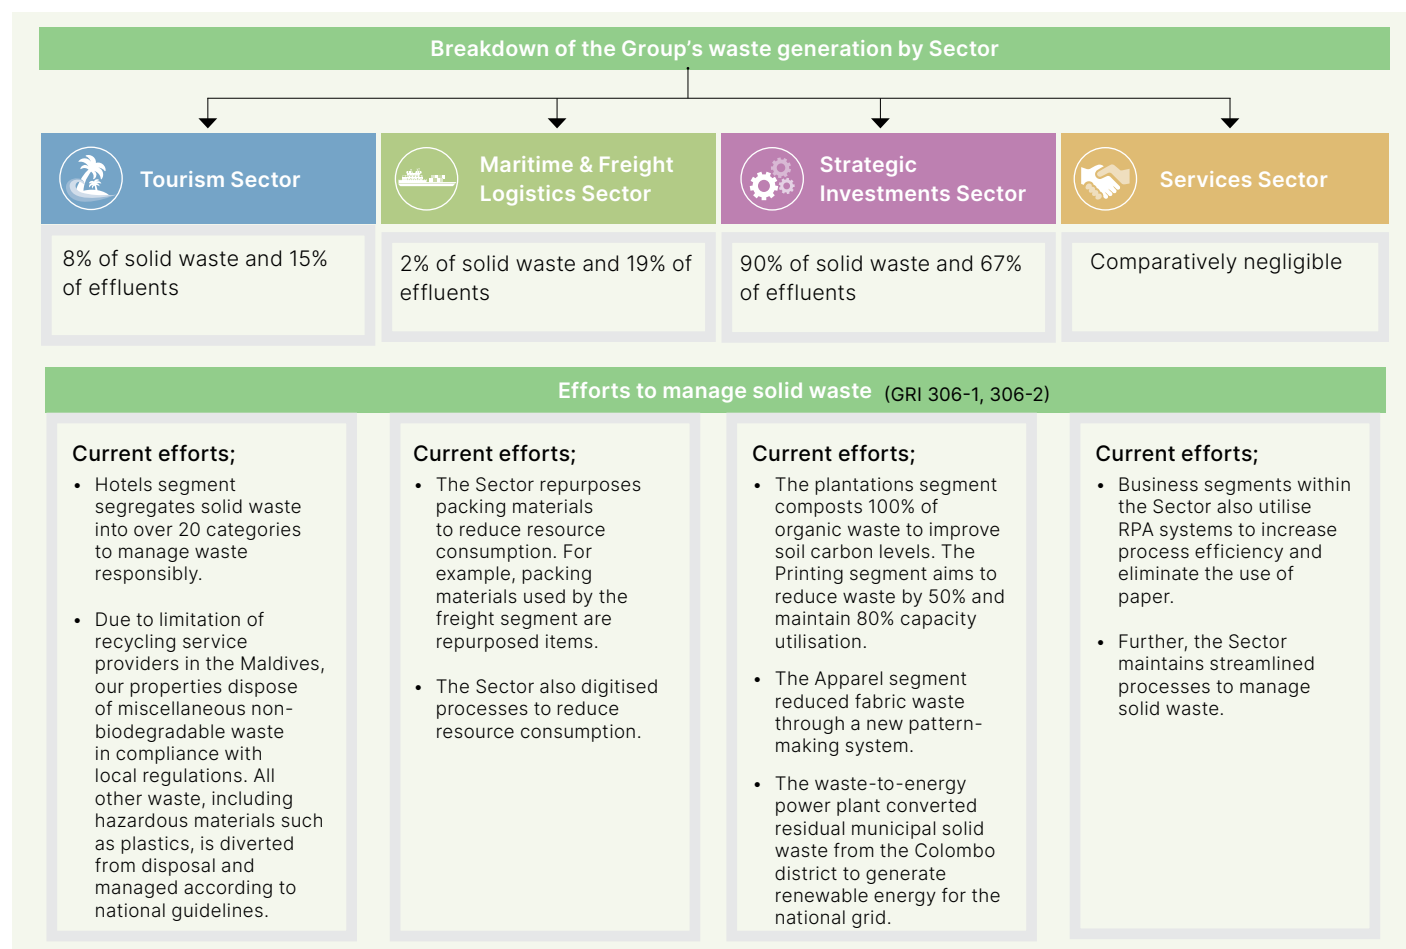 Breakdown of the Group’s waste generation by Sector
Tourism Sector
Maritime & Freight
Logistics Sector
Strategic
Investments Sector
Services Sector
8% of solid waste and 15%
of effluents
2% of solid waste and 19% of
effluents
90% of solid waste and 67%
of effluents
Comparatively negligible
Efforts to manage solid waste (GRI 306-1, 306-2)
Current efforts;
• Hotels segment
segregates solid waste
into over 20 categories
to manage waste
responsibly.
• Due to limitation of
recycling service
providers in the Maldives,
our properties dispose
of miscellaneous non-
biodegradable waste
in compliance with
local regulations. All
other waste, including
hazardous materials such
as plastics, is diverted
from disposal and
managed according to
national guidelines.
Current efforts;
• The Sector repurposes
packing materials
to reduce resource
consumption. For
example, packing
materials used by the
freight segment are
repurposed items.
• The Sector also digitised
processes to reduce
resource consumption.
Current efforts;
• The plantations segment
composts 100% of
organic waste to improve
soil carbon levels. The
Printing segment aims to
reduce waste by 50% and
maintain 80% capacity
utilisation.
• The Apparel segment
reduced fabric waste
through a new pattern-
making system.
• The waste-to-energy
power plant converted
residual municipal solid
waste from the Colombo
district to generate
renewable energy for the
national grid.
Current efforts;
• Business segments within
the Sector also utilise
RPA systems to increase
process efficiency and
eliminate the use of
paper.
• Further, the Sector
maintains streamlined
processes to manage
solid waste.